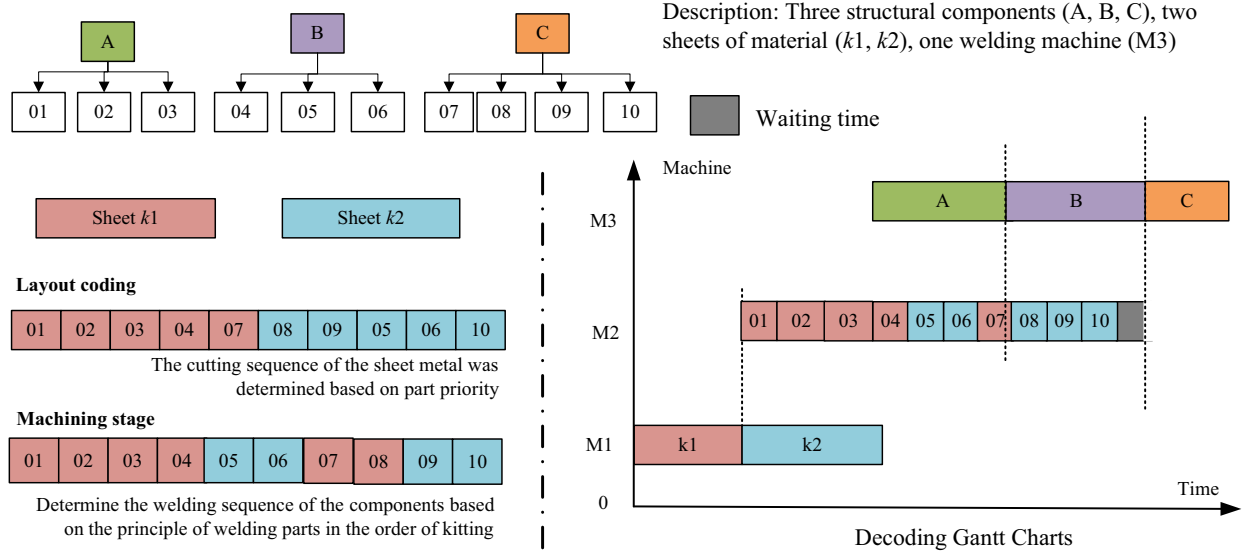 A
B
C
01 02 03 04 05 06 07 08 09 10
Description: Three structural components (A, B, C), two
sheets of material (k1, k2), one welding machine (M3)
Waiting time
Sheet k1 Sheet k2
Layout coding
01 02 03 04 07 08 09 05 06 10
The cutting sequence of the sheet metal was
determined based on part priority
Machining stage
01 02 03 04 05 06 07 08 09 10
Determine the welding sequence of the components based
on the principle of welding parts in the order of kitting
Machine
M3 A B C
M2 01 02 03 04 05 06 07 08 09 10
M1 k1 k2
0
Time
Decoding Gantt Charts